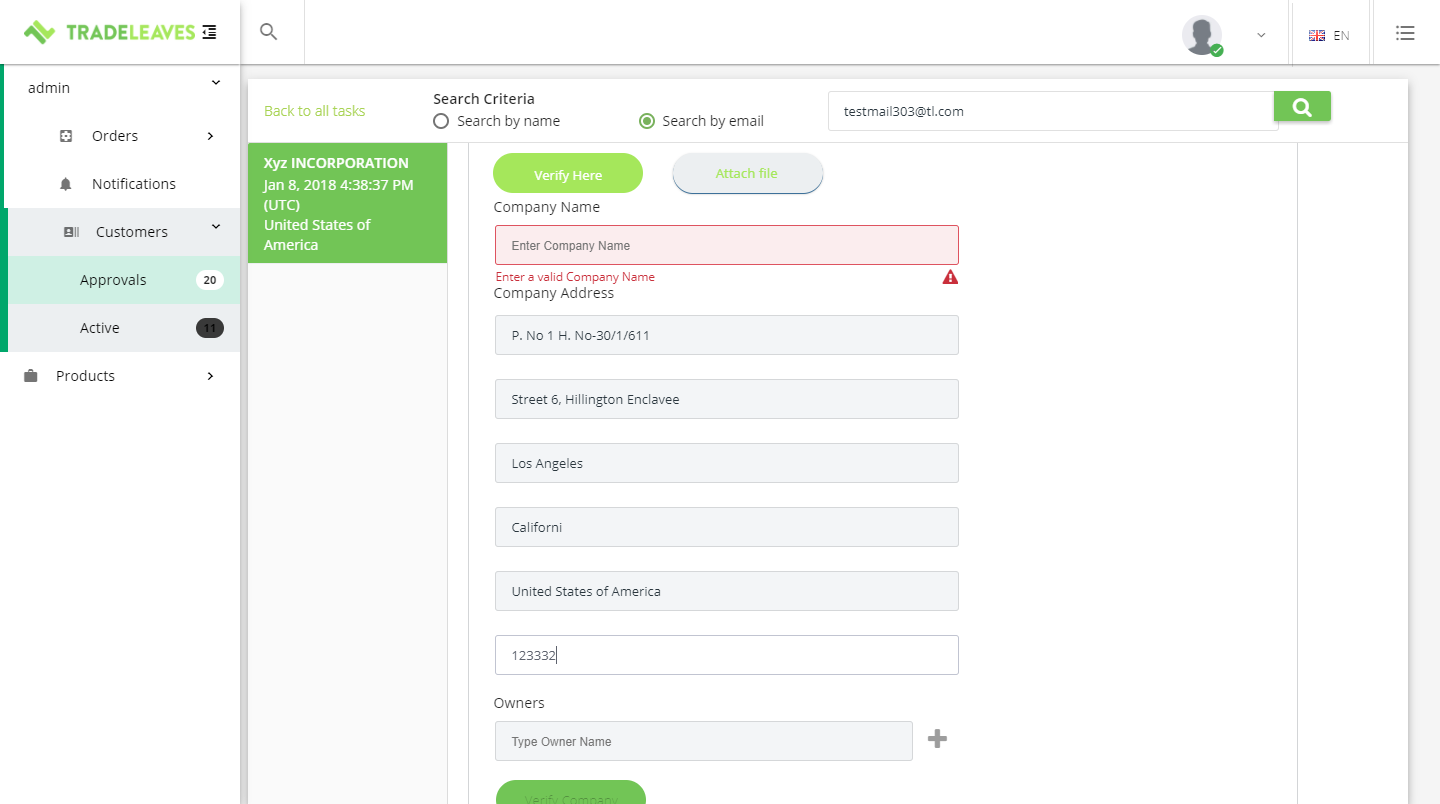 TRADELEAVES
EN
admin
Orders
Notifications
Customers
Approvals 20
Active 11
Products
Back to all tasks
Search Criteria
Search by name
Search by email
testmail303@tl.com
Xyz INCORPORATION
Jan 8, 2018 4:38:37 PM
(UTC)
United States of
America
Verify Here
Attach file
Company Name
Enter Company Name
Enter a valid Company Name
Company Address
P. No 1 H. No-30/1/611
Street 6, Hillington Enclavee
Los Angeles
Californi
United States of America
123332
Owners
Type Owner Name
Verify Company